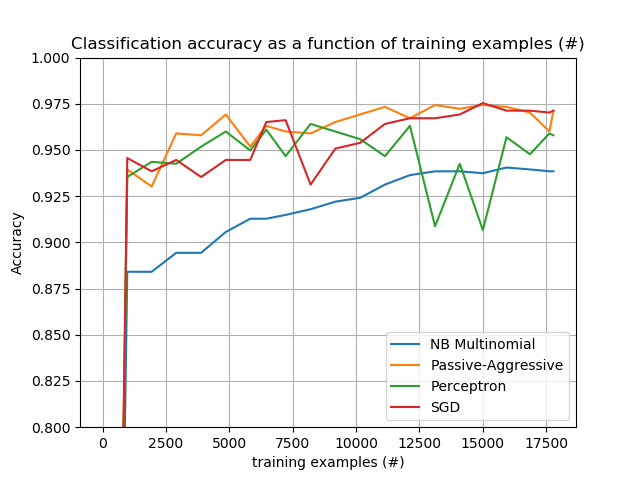 Classification accuracy as a function of training examples (#)
1.000
0.975
0.950
0.925
0.900
0.875
0.850
0.825
0.800
Accuracy
NB Multinomial
Passive-Aggressive
Perceptron
SGD
0 2500 5000 7500 10000 12500 15000 17500
training examples (#)